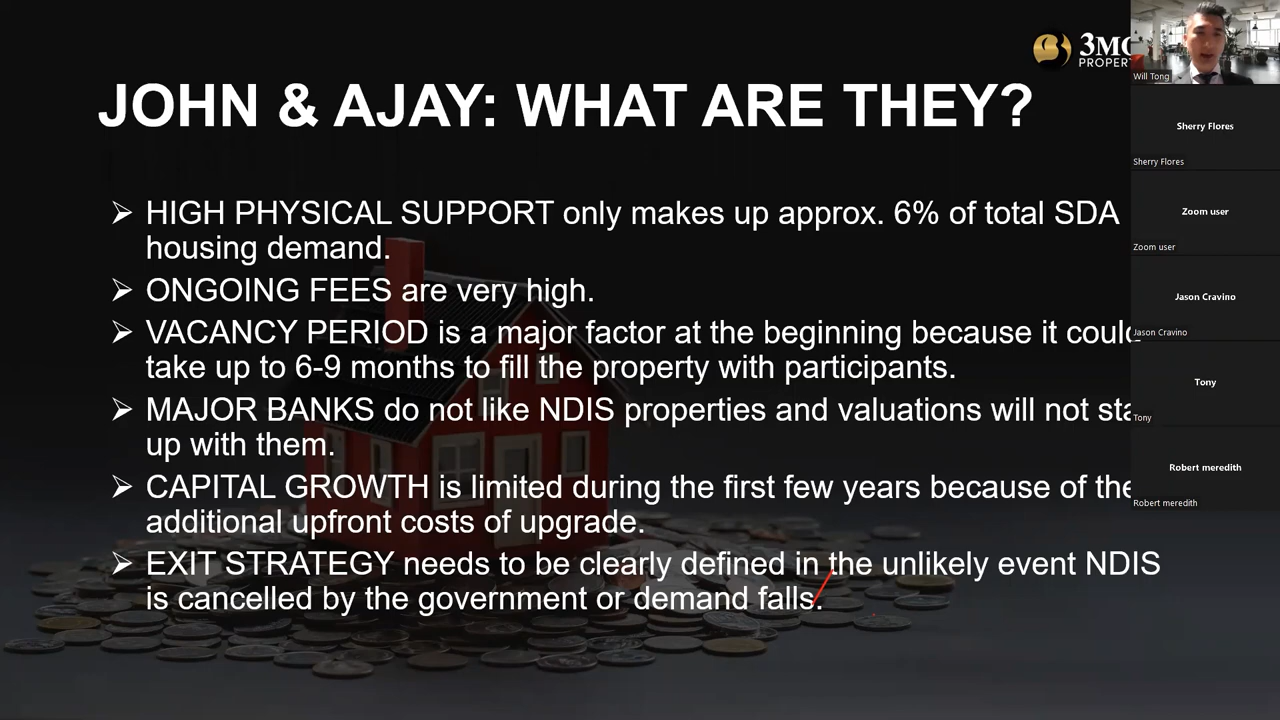 3MO
PROPERT
JOHN & AJAY: WHAT ARE THEY?
➢ HIGH PHYSICAL SUPPORT only makes up approx. 6% of total SDA
housing demand.
➢ ONGOING FEES are very high.
➢ VACANCY PERIOD is a major factor at the beginning because it could
take up to 6-9 months to fill the property with participants.
➢ MAJOR BANKS do not like NDIS properties and valuations will not sta
up with them.
➢ CAPITAL GROWTH is limited during the first few years because of the
additional upfront costs of upgrade.
➢ EXIT STRATEGY needs to be clearly defined in the unlikely event NDIS
is cancelled by the government or demand falls.
Will Tong
Sherry Flores
Sherry Flores
Zoom user
Zoom user
Jason Cravino
Jason Cravino
Tony
Tony
Robert meredith
Robert meredith